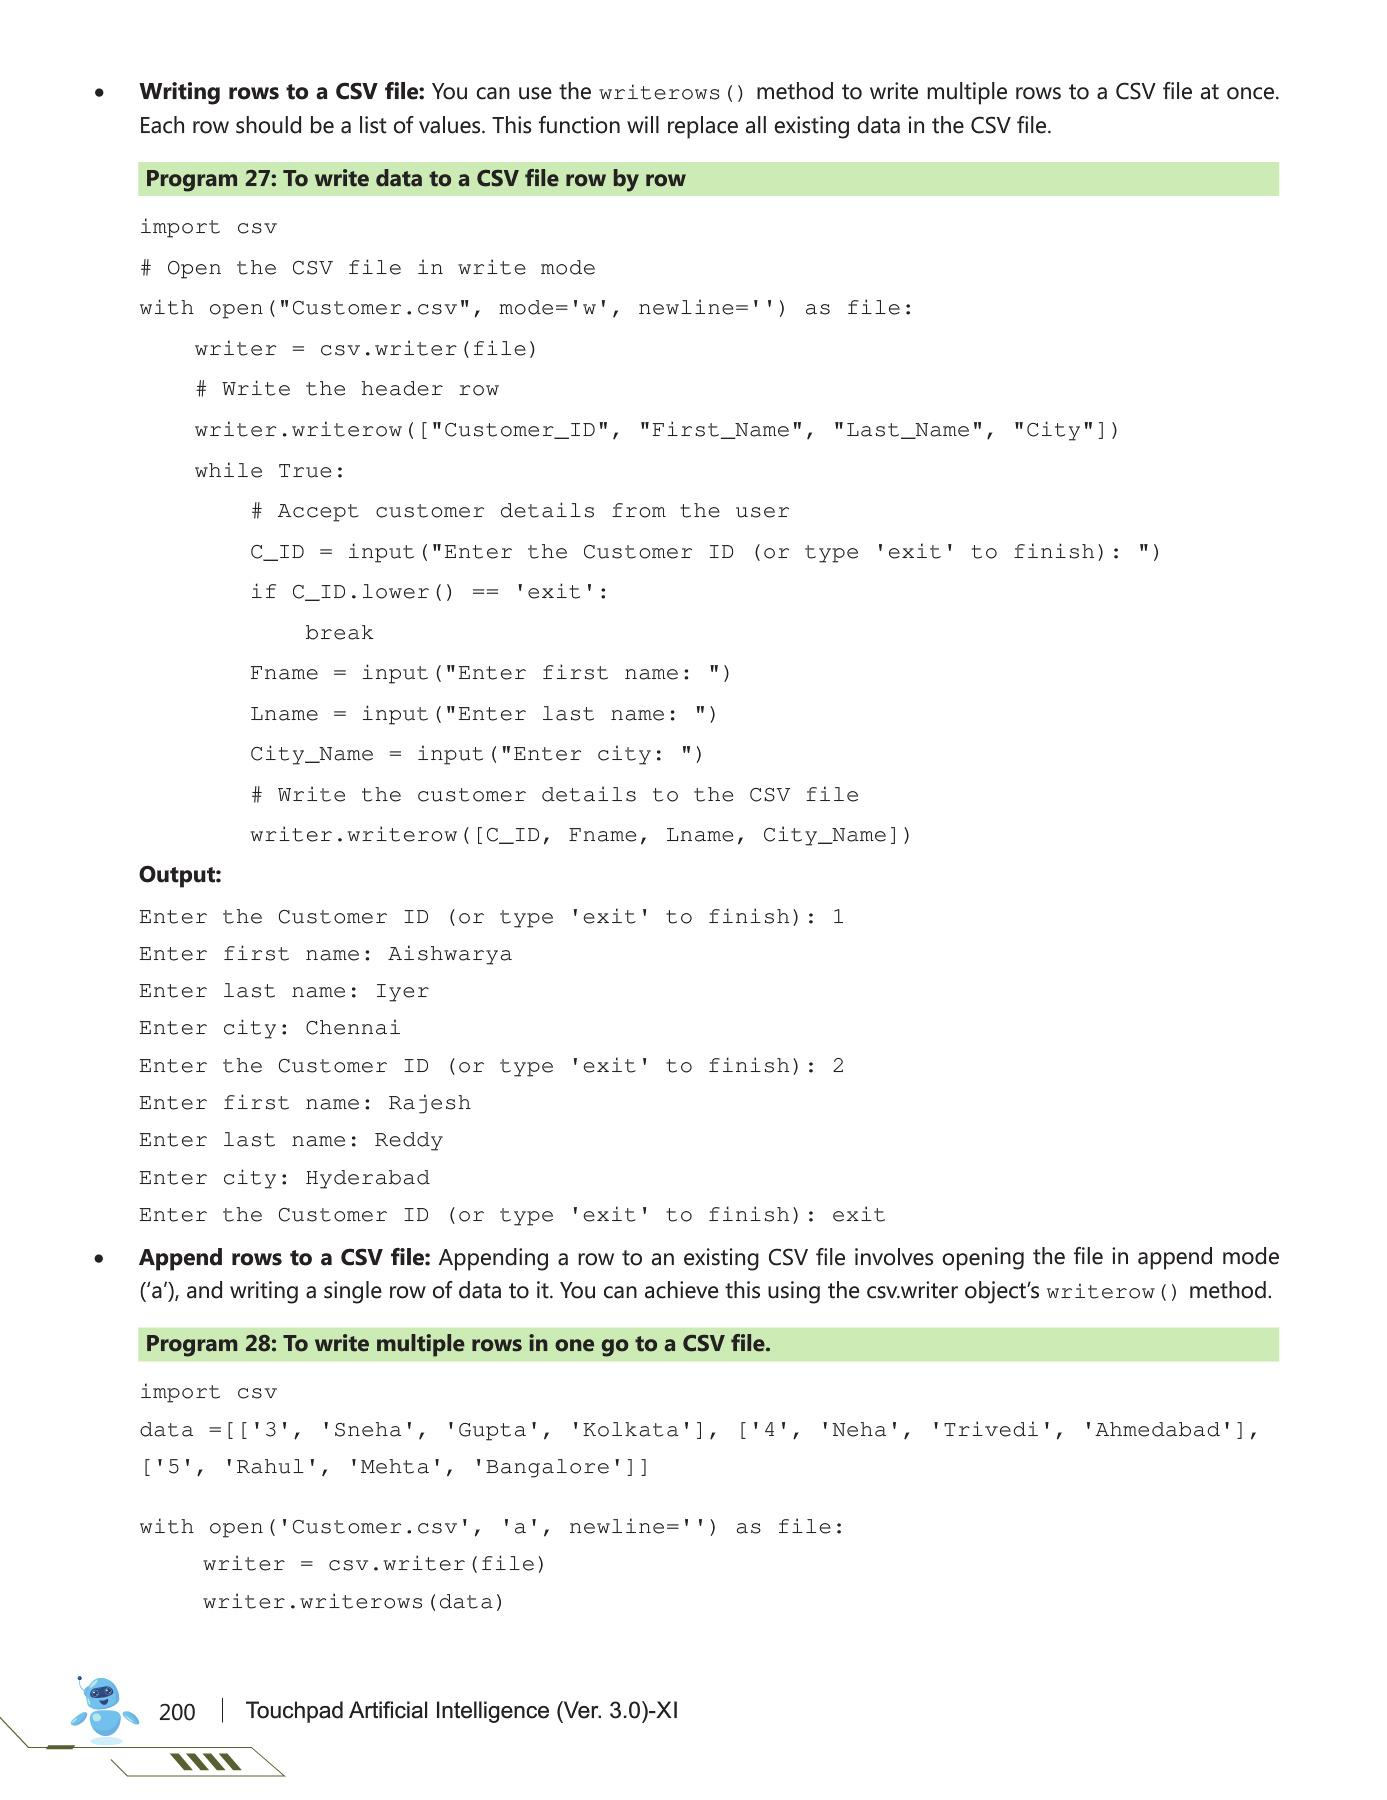 • Writing rows to a CSV file: You can use the writerows() method to write multiple rows to a CSV file at once.
Each row should be a list of values. This function will replace all existing data in the CSV file.
Program 27: To write data to a CSV file row by row
import csv
# Open the CSV file in write mode
with open("Customer.csv", mode='w', newline='') as file:
    writer = csv.writer(file)
    # Write the header row
    writer.writerow(["Customer_ID", "First_Name", "Last_Name", "City"])
    while True:
        # Accept customer details from the user
        C_ID = input("Enter the Customer ID (or type 'exit' to finish): ")
        if C_ID.lower() == 'exit':
            break
        Fname = input("Enter first name: ")
        Lname = input("Enter last name: ")
        City_Name = input("Enter city: ")
        # Write the customer details to the CSV file
        writer.writerow([C_ID, Fname, Lname, City_Name])
Output:
Enter the Customer ID (or type 'exit' to finish): 1
Enter first name: Aishwarya
Enter last name: Iyer
Enter city: Chennai
Enter the Customer ID (or type 'exit' to finish): 2
Enter first name: Rajesh
Enter last name: Reddy
Enter city: Hyderabad
Enter the Customer ID (or type 'exit' to finish): exit
• Append rows to a CSV file: Appending a row to an existing CSV file involves opening the file in append mode
(‘a’), and writing a single row of data to it. You can achieve this using the csv.writer object’s writerow() method.
Program 28: To write multiple rows in one go to a CSV file.
import csv
data =[['3', 'Sneha', 'Gupta', 'Kolkata'], ['4', 'Neha', 'Trivedi', 'Ahmedabad'],
['5', 'Rahul', 'Mehta', 'Bangalore']]
with open('Customer.csv', 'a', newline='') as file:
    writer = csv.writer(file)
    writer.writerows(data)
200 | Touchpad Artificial Intelligence (Ver. 3.0)-XI